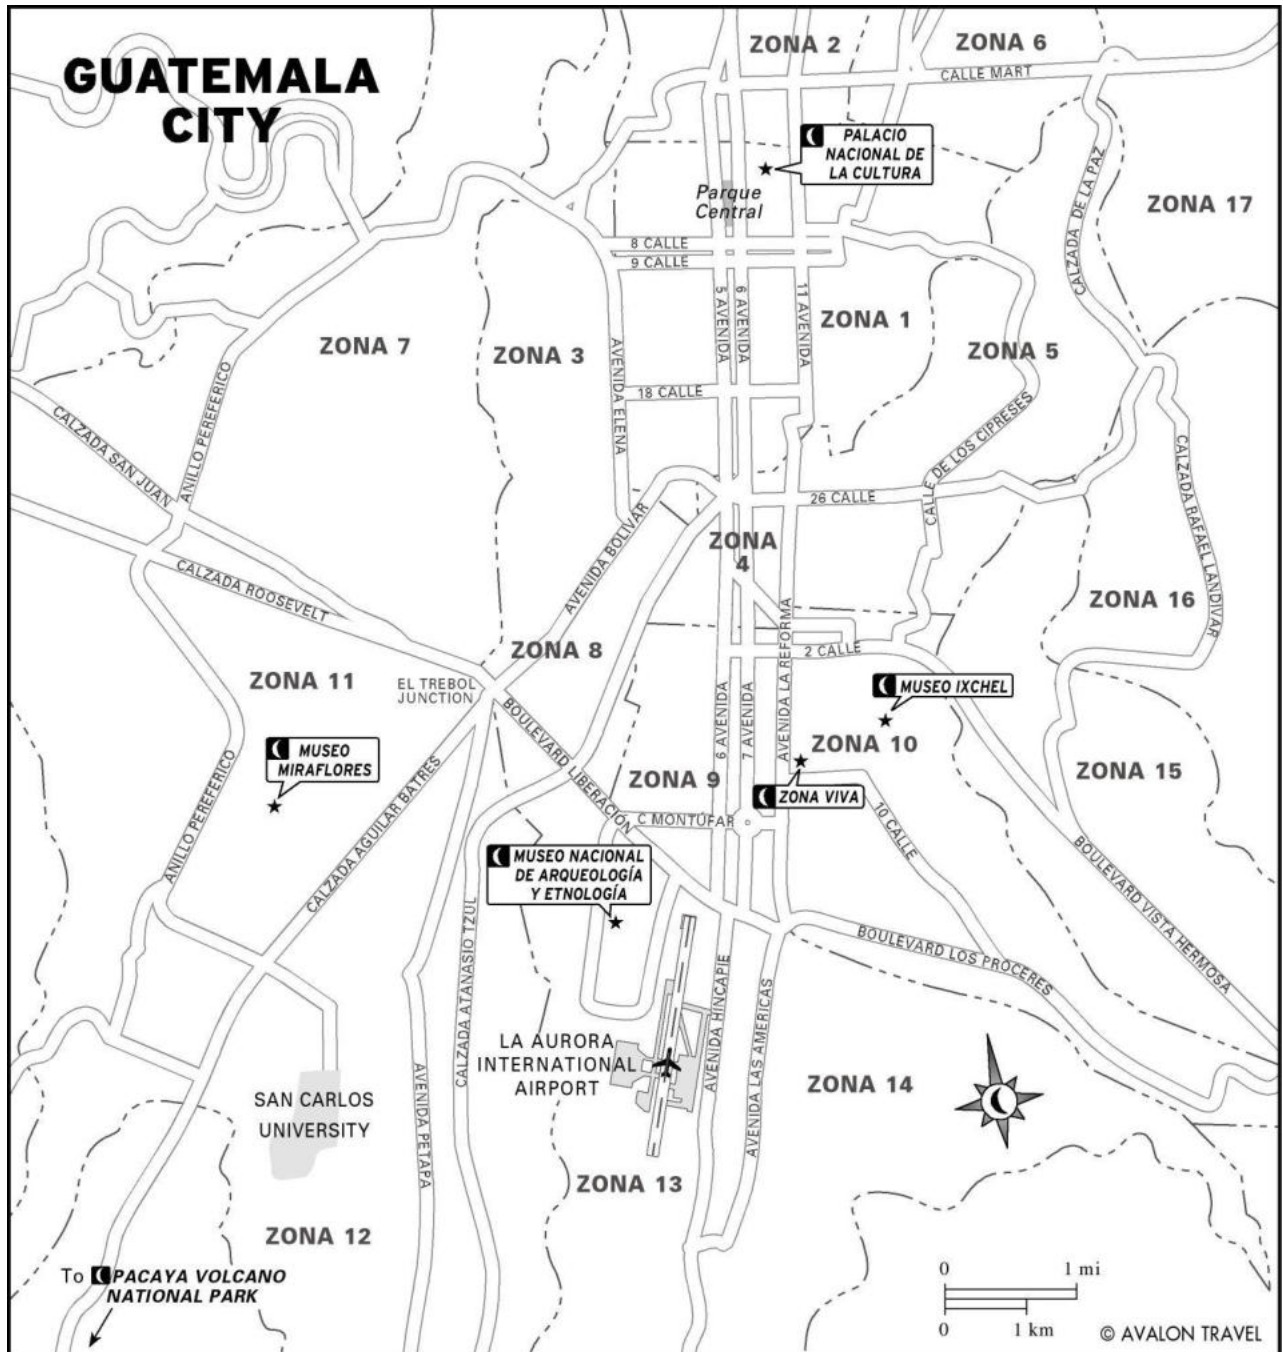 GUATEMALA
CITY
ZONA 2
ZONA 6
CALLE MART
PALACIO
NACIONAL DE
LA CULTURA
Parque
Central
CALZADA DE LA PAZ
ZONA 17
8 CALLE
9 CALLE
5 AVENIDA
6 AVENIDA
11 AVENIDA
ZONA 1
ZONA 7
ZONA 3
ZONA 5
AVENIDA ELENA
18 CALLE
ANILLO PEREFERICO
CALZADA SAN JUAN
CALLE DE LOS CIPRESES
CALZADA RAFAEL LANDIVAR
26 CALLE
AVENIDA BOLIVAR
ZONA
4
CALZADA ROOSEVELT
ZONA 16
AVENIDA LA REFORMA
ZONA 8
2 CALLE
ZONA 11
EL TREBOL
JUNCTION
MUSEO IXCHEL
BOULEVARD LIBERACIÓN
6 AVENIDA
7 AVENIDA
ZONA 10
MUSEO
MIRAFLORES
ZONA 9
ZONA 15
ZONA VIVA
ANILLO PEREFERICO
CALZADA AGUILAR BATRES
C MONTÚFAR
10 CALLE
MUSEO NACIONAL
DE ARQUEOLOGÍA
Y ETNOLOGÍA
BOULEVARD VISTA HERMOSA
BOULEVARD LOS PROCERES
CALZADA ATANASIO TZUL
AVENIDA HINCAPIE
AVENIDA LAS AMERICAS
LA AURORA
INTERNATIONAL
AIRPORT
ZONA 14
AVENIDA PETAPA
SAN CARLOS
UNIVERSITY
ZONA 13
ZONA 12
To PACAYA VOLCANO
NATIONAL PARK
0 1 mi
0 1 km
© AVALON TRAVEL